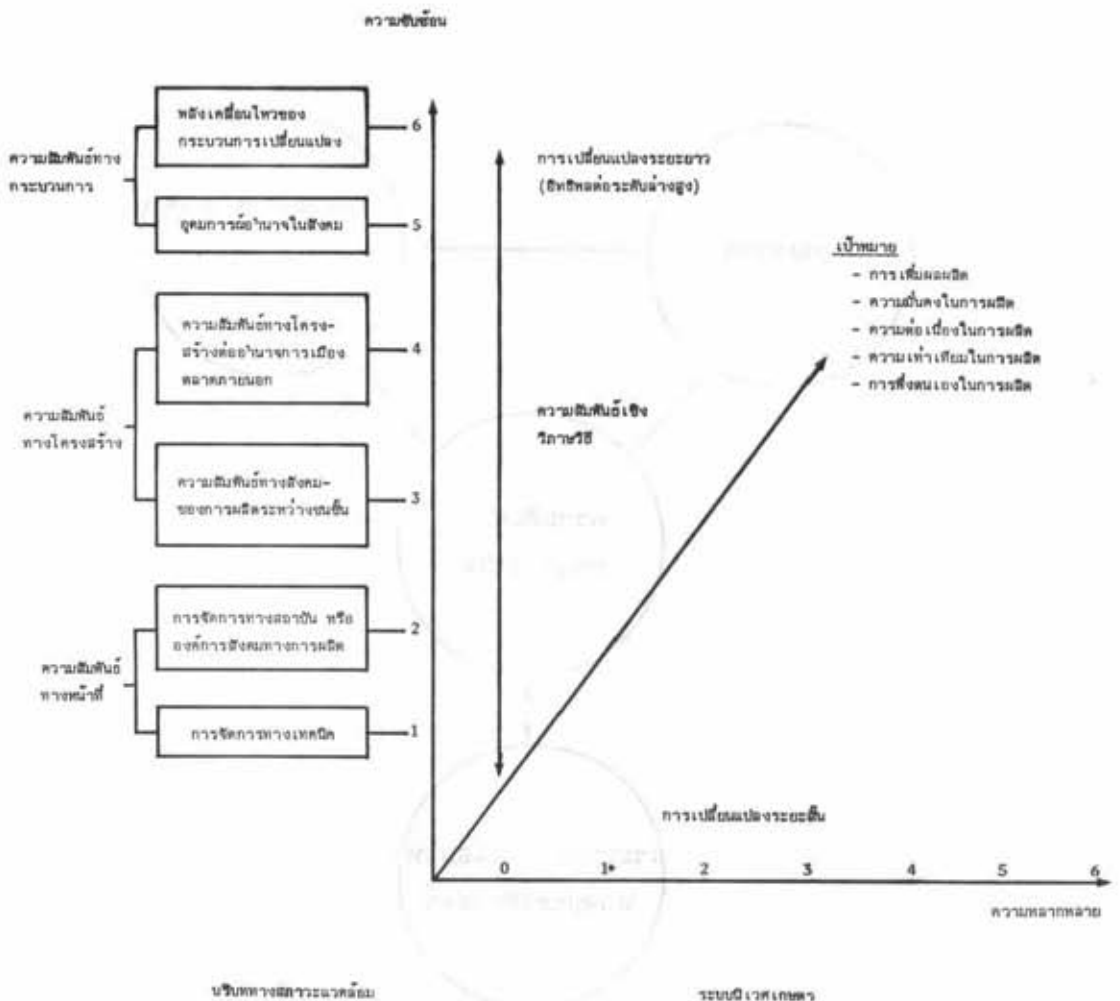 ความซับซ้อน
พลังเคลื่อนไหวของ
กระบวนการเปลี่ยนแปลง
6
ความสัมพันธ์ทาง
กระบวนการ
อุดมการณ์อำนาจในสังคม
5
การเปลี่ยนแปลงระยะยาว
(อิทธิพลต่อระดับล่างสูง)
เป้าหมาย
- การเพิ่มผลผลิต
- ความมั่นคงในการผลิต
- ความต่อเนื่องในการผลิต
- ความเท่าเทียมในการผลิต
- การพึ่งตนเองในการผลิต
ความสัมพันธ์ทางโครง-
สร้างต่ออำนาจการเมือง
ตลาดภายนอก
4
ความสัมพันธ์
ทางโครงสร้าง
ความสัมพันธ์เชิง
วิภาษวิธี
ความสัมพันธ์ทางสังคม-
ของการผลิตระหว่างชนชั้น
3
การจัดการทางสถาบัน หรือ
องค์การสังคมทางการผลิต
2
ความสัมพันธ์
ทางหน้าที่
การจัดการทางเทคนิค
1
การเปลี่ยนแปลงระยะสั้น
0 1* 2 3 4 5 6
ความหลากหลาย
บริบททางสภาวะแวดล้อม
ระบบนิเวศเกษตร